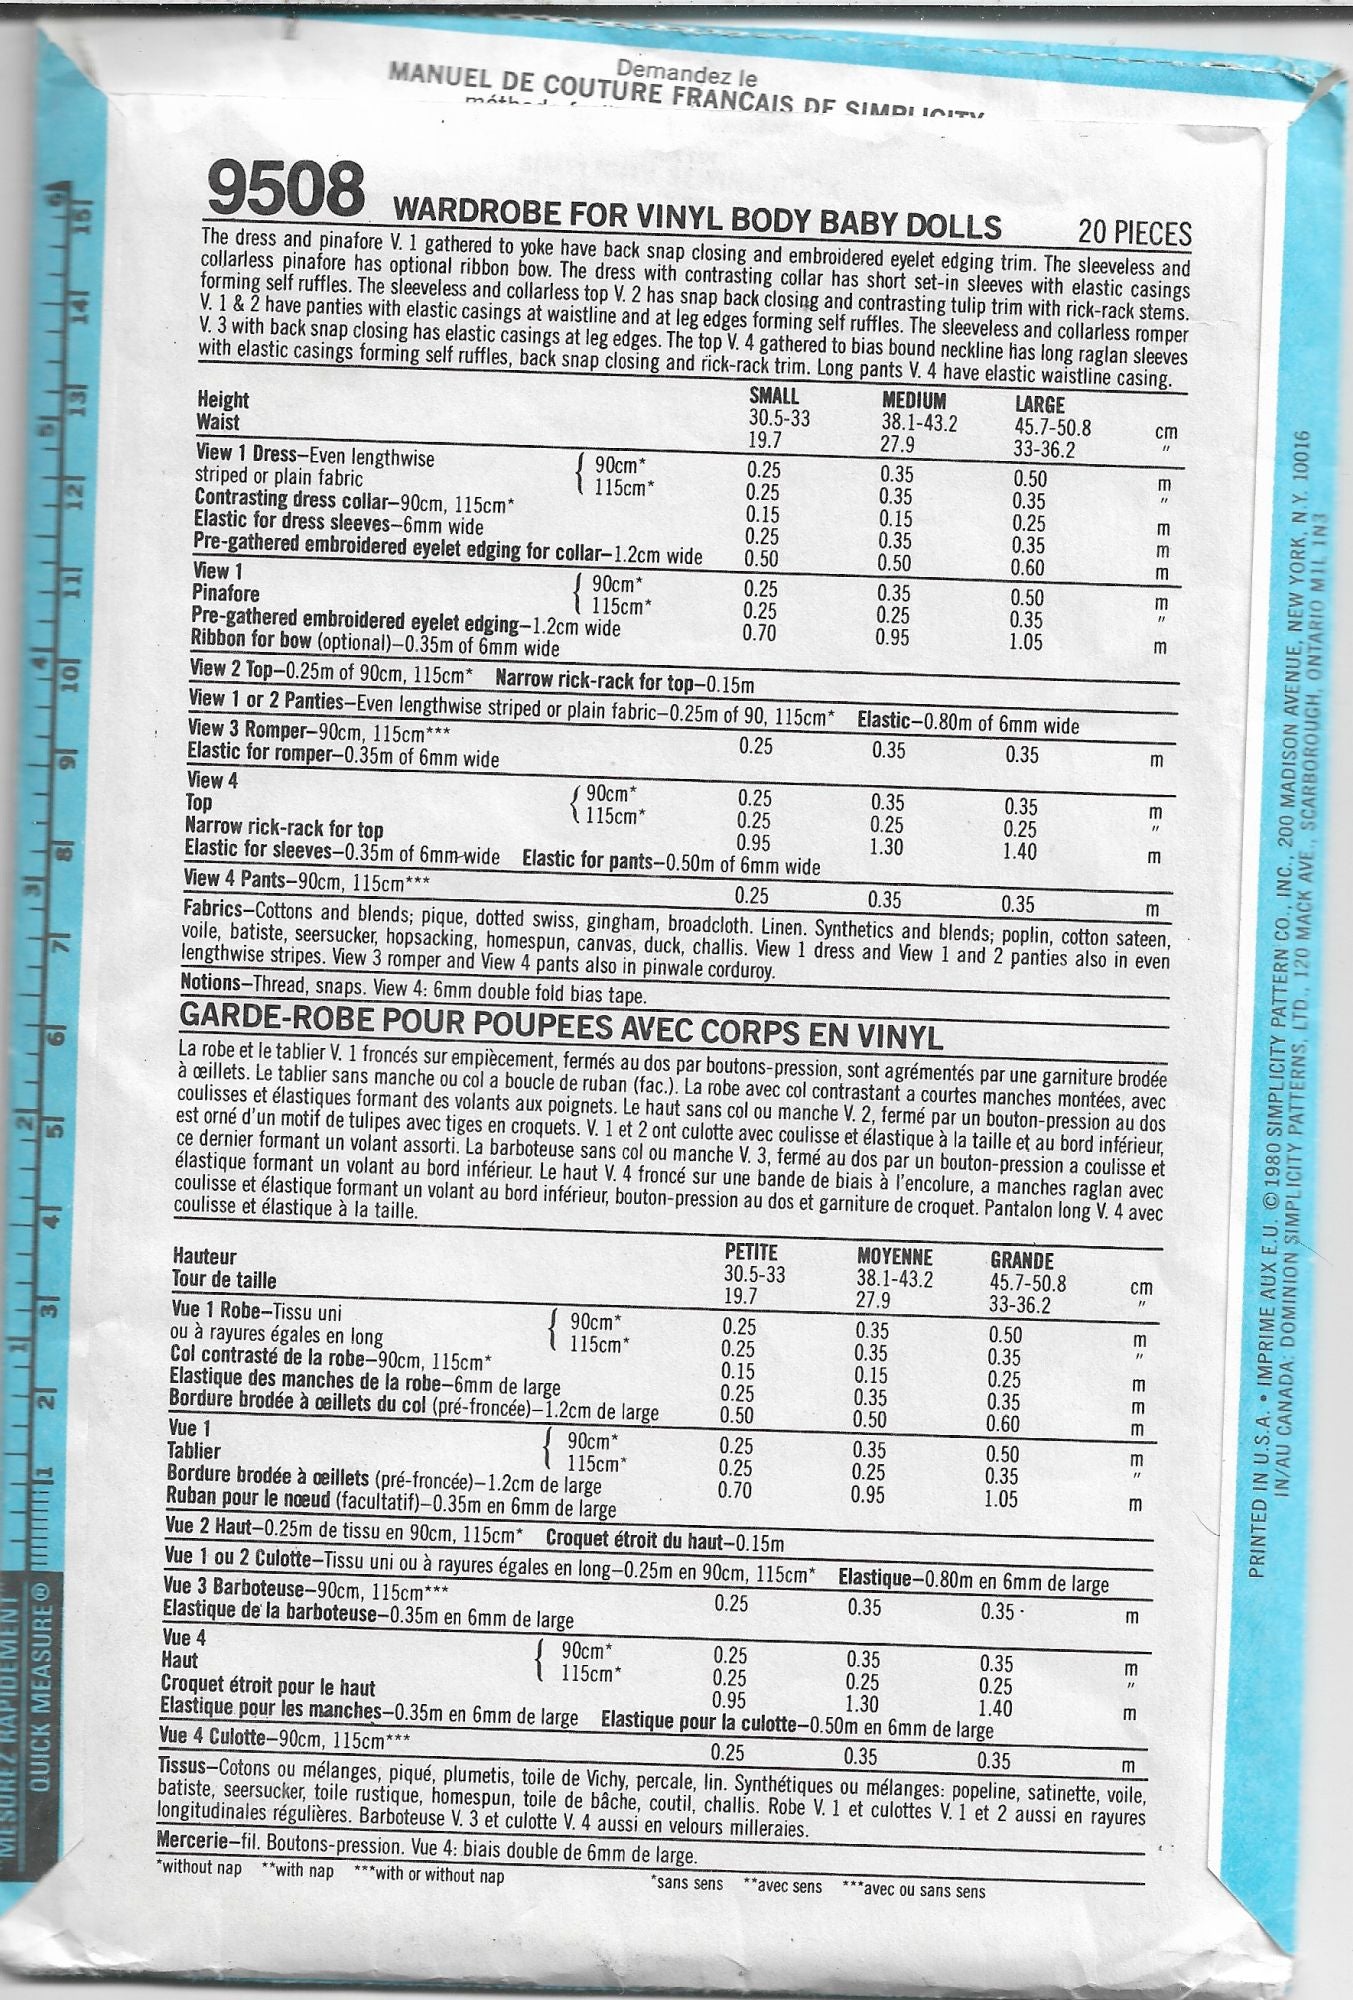 Demandez le
MANUEL DE COUTURE FRANCAIS DE SIMPLICITY
9508 WARDROBE FOR VINYL BODY BABY DOLLS 20 PIECES
The dress and pinafore V. 1 gathered to yoke have back snap closing and embroidered eyelet edging trim. The sleeveless and
collarless pinafore has optional ribbon bow. The dress with contrasting collar has short set-in sleeves with elastic casings
forming self ruffles. The sleeveless and collarless top V. 2 has snap back closing and contrasting tulip trim with rick-rack stems.
V. 1 & 2 have panties with elastic casings at waistline and at leg edges forming self ruffles. The sleeveless and collarless romper
V. 3 with back snap closing has elastic casings at leg edges. The top V. 4 gathered to bias bound neckline has long raglan sleeves
with elastic casings forming self ruffles, back snap closing and rick-rack trim. Long pants V. 4 have elastic waistline casing.
SMALL MEDIUM LARGE
Height 30.5-33 38.1-43.2 45.7-50.8 cm
Waist 19.7 27.9 33-36.2 "
View 1 Dress—Even lengthwise 90cm* 0.25 0.35 0.50 m
striped or plain fabric 115cm* 0.25 0.35 0.35 "
Contrasting dress collar—90cm, 115cm* 0.15 0.15 0.25 m
Elastic for dress sleeves—6mm wide 0.25 0.35 0.35 m
Pre-gathered embroidered eyelet edging for collar—1.2cm wide 0.50 0.50 0.60 m
View 1
Pinafore 90cm* 0.25 0.35 0.50 m
115cm* 0.25 0.25 0.35 "
Pre-gathered embroidered eyelet edging—1.2cm wide 0.70 0.95 1.05 m
Ribbon for bow (optional)—0.35m of 6mm wide
View 2 Top—0.25m of 90cm, 115cm* Narrow rick-rack for top—0.15m
View 1 or 2 Panties—Even lengthwise striped or plain fabric—0.25m of 90, 115cm* Elastic—0.80m of 6mm wide
View 3 Romper—90cm, 115cm*** 0.25 0.35 0.35 m
Elastic for romper—0.35m of 6mm wide
View 4
Top 90cm* 0.25 0.35 0.35 m
115cm* 0.25 0.25 0.25 "
Narrow rick-rack for top 0.95 1.30 1.40 m
Elastic for sleeves—0.35m of 6mm wide Elastic for pants—0.50m of 6mm wide
View 4 Pants—90cm, 115cm*** 0.25 0.35 0.35 m
Fabrics—Cottons and blends; pique, dotted swiss, gingham, broadcloth. Linen. Synthetics and blends; poplin, cotton sateen,
voile, batiste, seersucker, hopsacking, homespun, canvas, duck, challis. View 1 dress and View 1 and 2 panties also in even
lengthwise stripes. View 3 romper and View 4 pants also in pinwale corduroy.
Notions—Thread, snaps. View 4: 6mm double fold bias tape.
GARDE-ROBE POUR POUPEES AVEC CORPS EN VINYL
La robe et le tablier V. 1 froncés sur empiècement, fermés au dos par boutons-pression, sont agrémentés par une garniture brodée
à œillets. Le tablier sans manche ou col a boucle de ruban (fac.). La robe avec col contrastant a courtes manches montées, avec
coulisses et élastiques formant des volants aux poignets. Le haut sans col ou manche V. 2, fermé par un bouton-pression au dos
est orné d'un motif de tulipes avec tiges en croquets. V. 1 et 2 ont culotte avec coulisse et élastique à la taille et au bord inférieur,
ce dernier formant un volant assorti. La barboteuse sans col ou manche V. 3, fermé au dos par un bouton-pression a coulisse et
élastique formant un volant au bord inférieur. Le haut V. 4 froncé sur une bande de biais à l'encolure, a manches raglan avec
coulisse et élastique formant un volant au bord inférieur, bouton-pression au dos et garniture de croquet. Pantalon long V. 4 avec
coulisse et élastique à la taille.
PETITE MOYENNE GRANDE
Hauteur 30.5-33 38.1-43.2 45.7-50.8 cm
Tour de taille 19.7 27.9 33-36.2 "
Vue 1 Robe—Tissu uni 90cm* 0.25 0.35 0.50 m
ou à rayures égales en long 115cm* 0.25 0.35 0.35 "
Col contrasté de la robe—90cm, 115cm* 0.15 0.15 0.25 m
Elastique des manches de la robe—6mm de large 0.25 0.35 0.35 m
Bordure brodée à œillets du col (pré-froncée)—1.2cm de large 0.50 0.50 0.60 m
Vue 1
Tablier 90cm* 0.25 0.35 0.50 m
115cm* 0.25 0.25 0.35 "
Bordure brodée à œillets (pré-froncée)—1.2cm de large 0.70 0.95 1.05 m
Ruban pour le nœud (facultatif)—0.35m en 6mm de large
Vue 2 Haut—0.25m de tissu en 90cm, 115cm* Croquet étroit du haut—0.15m
Vue 1 ou 2 Culotte—Tissu uni ou à rayures égales en long—0.25m en 90cm, 115cm* Elastique—0.80m en 6mm de large
Vue 3 Barboteuse—90cm, 115cm*** 0.25 0.35 0.35 m
Elastique de la barboteuse—0.35m en 6mm de large
Vue 4
Haut 90cm* 0.25 0.35 0.35 m
115cm* 0.25 0.25 0.25 "
Croquet étroit pour le haut 0.95 1.30 1.40 m
Elastique pour les manches—0.35m en 6mm de large Elastique pour la culotte—0.50m en 6mm de large
Vue 4 Culotte—90cm, 115cm*** 0.25 0.35 0.35 m
Tissus—Cotons ou mélanges, piqué, plumetis, toile de Vichy, percale, lin. Synthétiques ou mélanges: popeline, satinette, voile,
batiste, seersucker, toile rustique, homespun, toile de bâche, coutil, challis. Robe V. 1 et culottes V. 1 et 2 aussi en rayures
longitudinales régulières. Barboteuse V. 3 et culotte V. 4 aussi en velours milleraies.
Mercerie—fil. Boutons-pression. Vue 4: biais double de 6mm de large.
*without nap **with nap ***with or without nap *sans sens **avec sens ***avec ou sans sens
PRINTED IN U.S.A. • IMPRIME AUX E.U. © 1980 SIMPLICITY PATTERN CO., INC., 200 MADISON AVENUE, NEW YORK, N.Y. 10016
IN/AU CANADA: DOMINION SIMPLICITY PATTERNS, LTD., 120 MACK AVE., SCARBOROUGH, ONTARIO M1L 1N3
MESUREZ RAPIDEMENT
QUICK MEASURE®
1 2 3 4 5 6
1 2 3 4 5 6 7 8 9 10 11 12 13 14 15